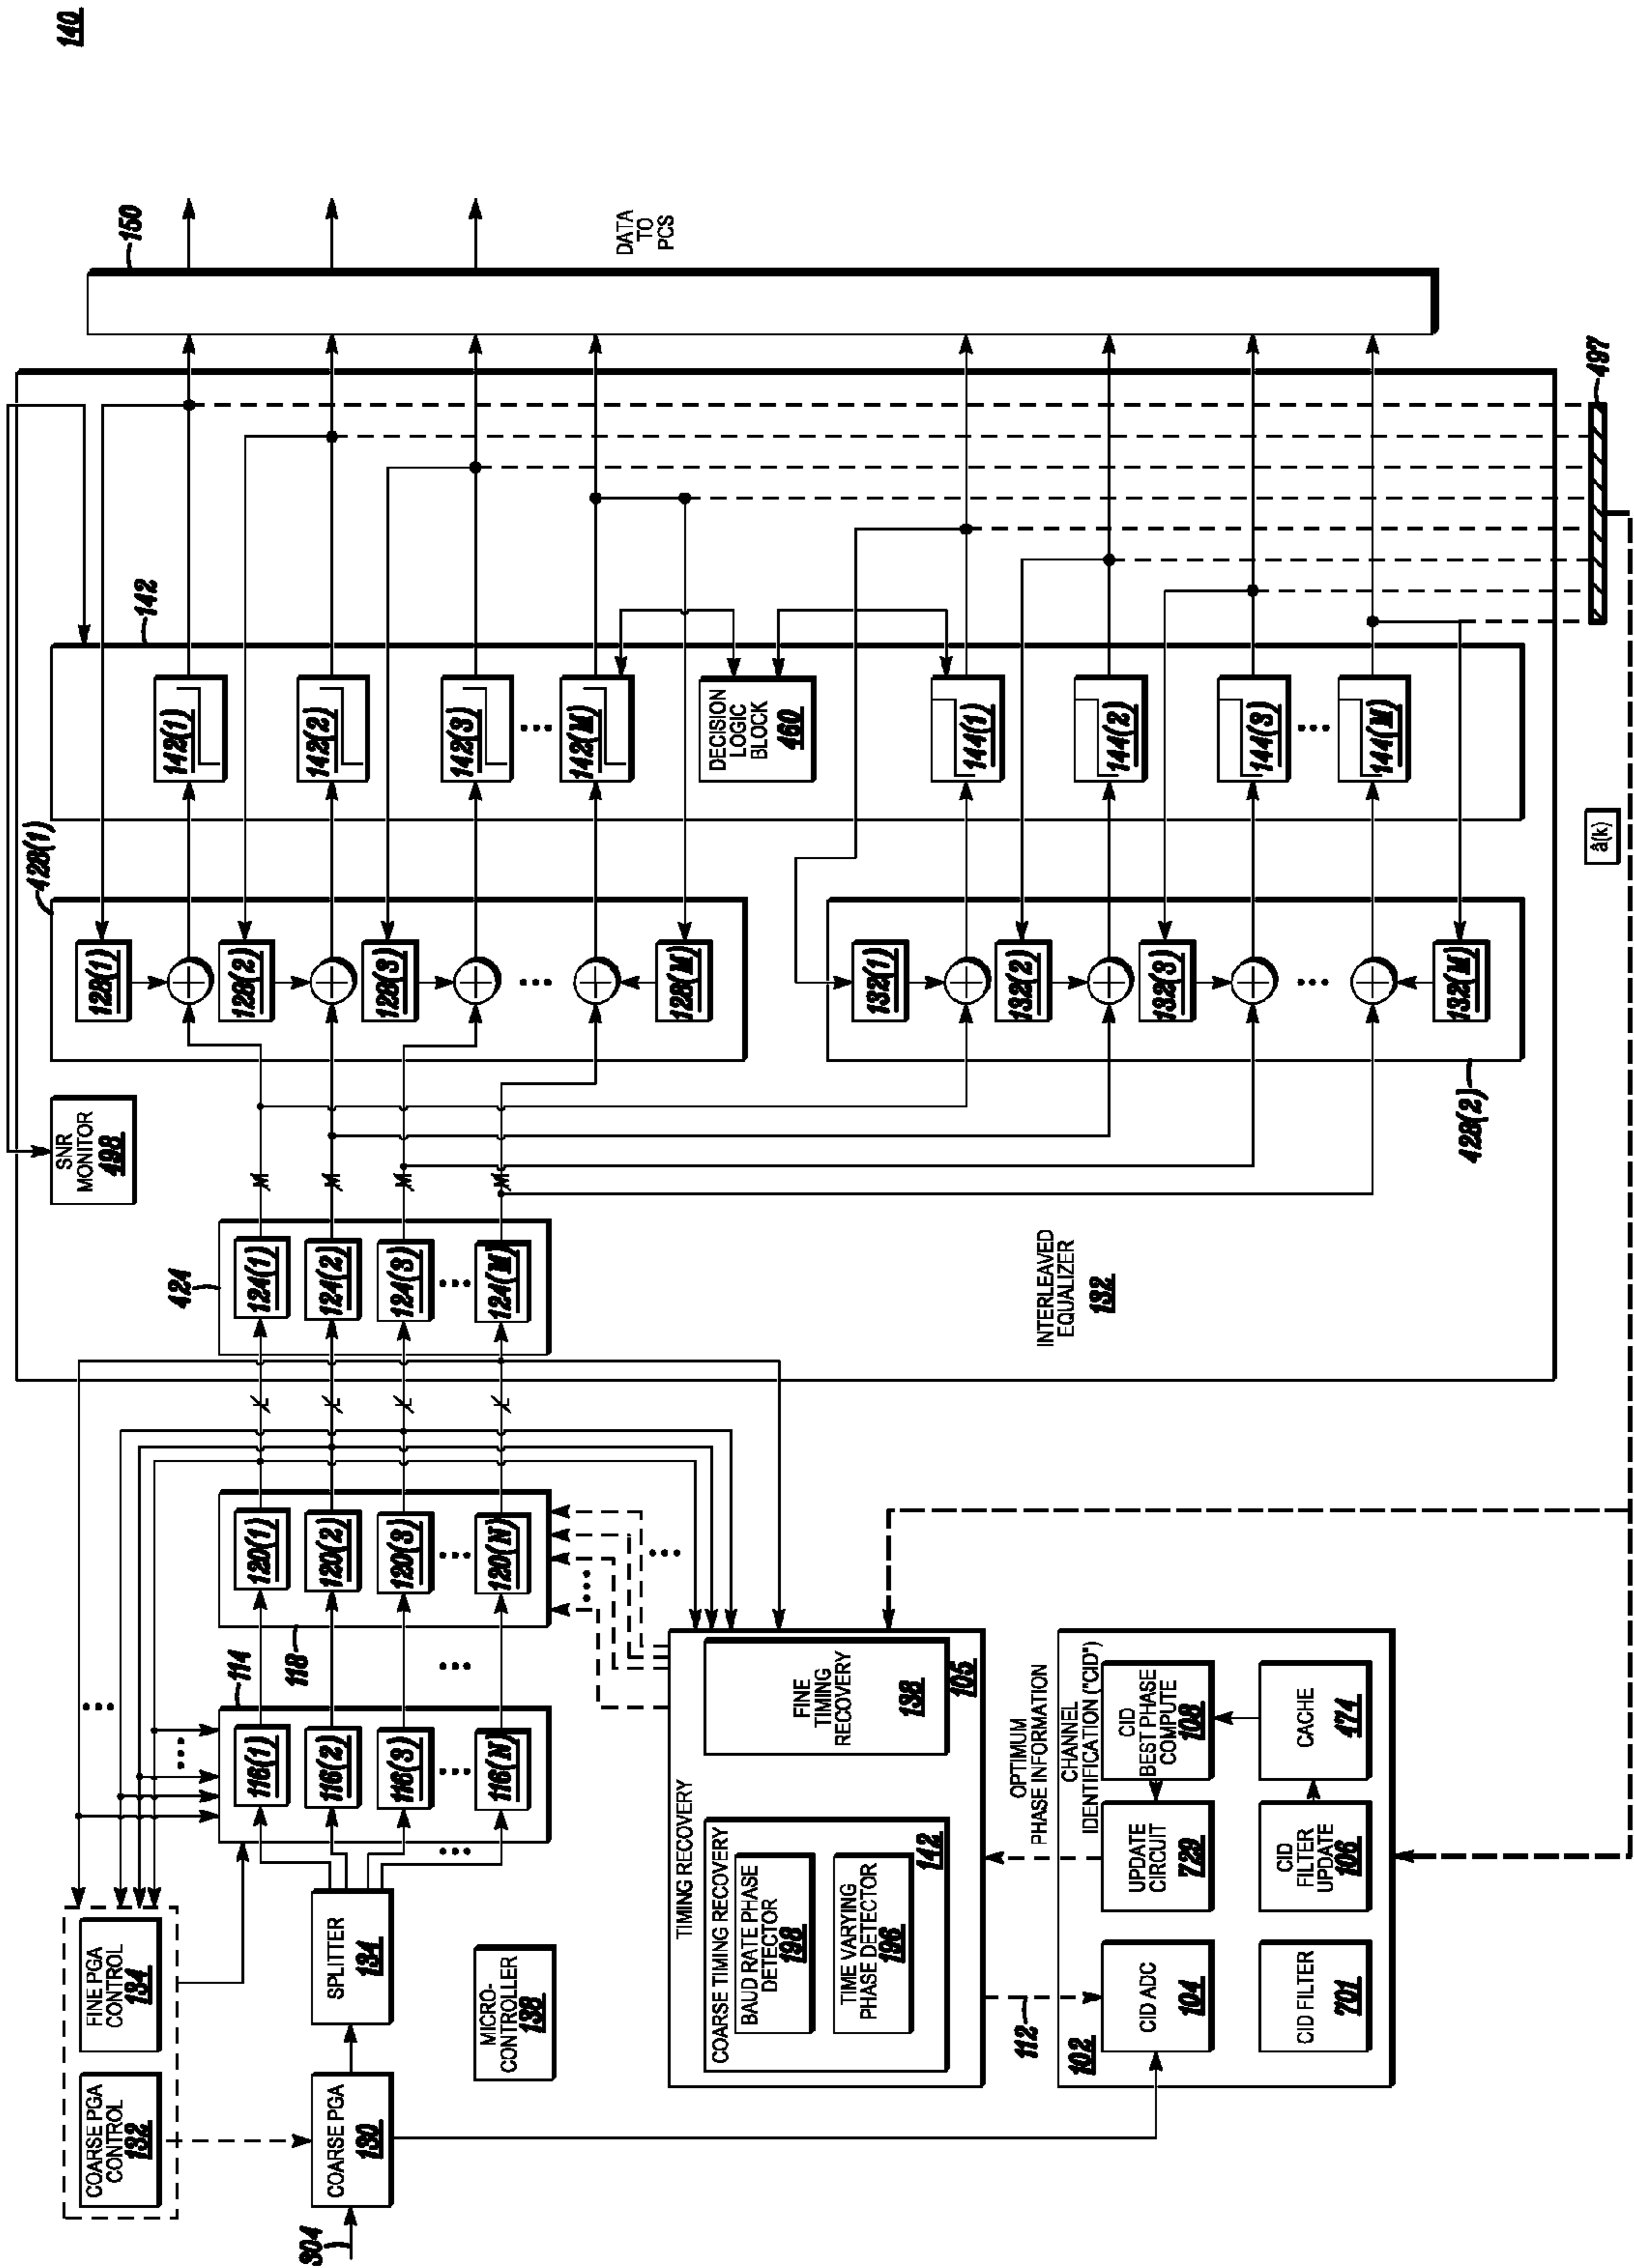 140
COARSE PGA
CONTROL
132
FINE PGA
CONTROL
134
304
COARSE PGA
130
SPLITTER
134
MICRO-
CONTROLLER
138
114
116(1)
116(2)
116(3)
116(N)
118
120(1)
120(2)
120(3)
120(N)
L
L
L
L
424
124(1)
124(2)
124(3)
124(M)
M
M
M
M
SNR
MONITOR
498
428(1)
128(1)
128(2)
128(3)
128(M)
428(2)
132(1)
132(2)
132(3)
132(M)
142
142(1)
142(2)
142(3)
142(M)
DECISION
LOGIC
BLOCK
460
144(1)
144(2)
144(3)
144(M)
150
DATA
TO
PCS
INTERLEAVED
EQUALIZER
132
497
â(k)
TIMING RECOVERY
COARSE TIMING RECOVERY
142
BAUD RATE PHASE
DETECTOR
198
TIME VARYING
PHASE DETECTOR
196
FINE
TIMING
RECOVERY
138
105
OPTIMUM
PHASE INFORMATION
112
102
CHANNEL
IDENTIFICATION ("CID")
CID ADC
104
UPDATE
CIRCUIT
729
CID
BEST PHASE
COMPUTE
108
CID FILTER
701
CID
FILTER
UPDATE
106
CACHE
474